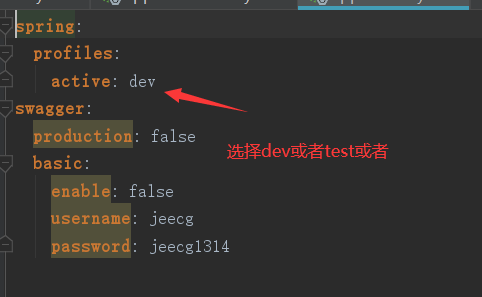 spring:
profiles:
active: dev
swagger:
production: false
选择dev或者test或者
basic:
enable: false
username: jeecg
password: jeecg1314